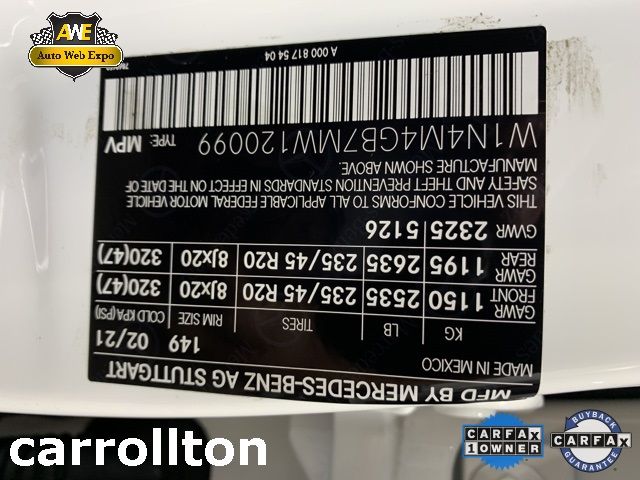 AWE
Auto Web Expo
MFD BY MERCEDES-BENZ AG STUTTGART
MADE IN MEXICO 149 02/21
KG LB TIRES RIM SIZE COLD KPA(PSI)
GAWR FRONT 1150 2535 235/45 R20 8Jx20 320(47)
GAWR REAR 1195 2635 235/45 R20 8Jx20 320(47)
GVWR 2325 5126
THIS VEHICLE CONFORMS TO ALL APPLICABLE FEDERAL MOTOR VEHICLE
SAFETY AND THEFT PREVENTION STANDARDS IN EFFECT ON THE DATE OF
MANUFACTURE SHOWN ABOVE.
W1N4M4GB7MW120099 TYPE: MPV
A 000 817 54 04
carrollton
CARFAX
1 OWNER
BUYBACK
CARFAX
GUARANTEE